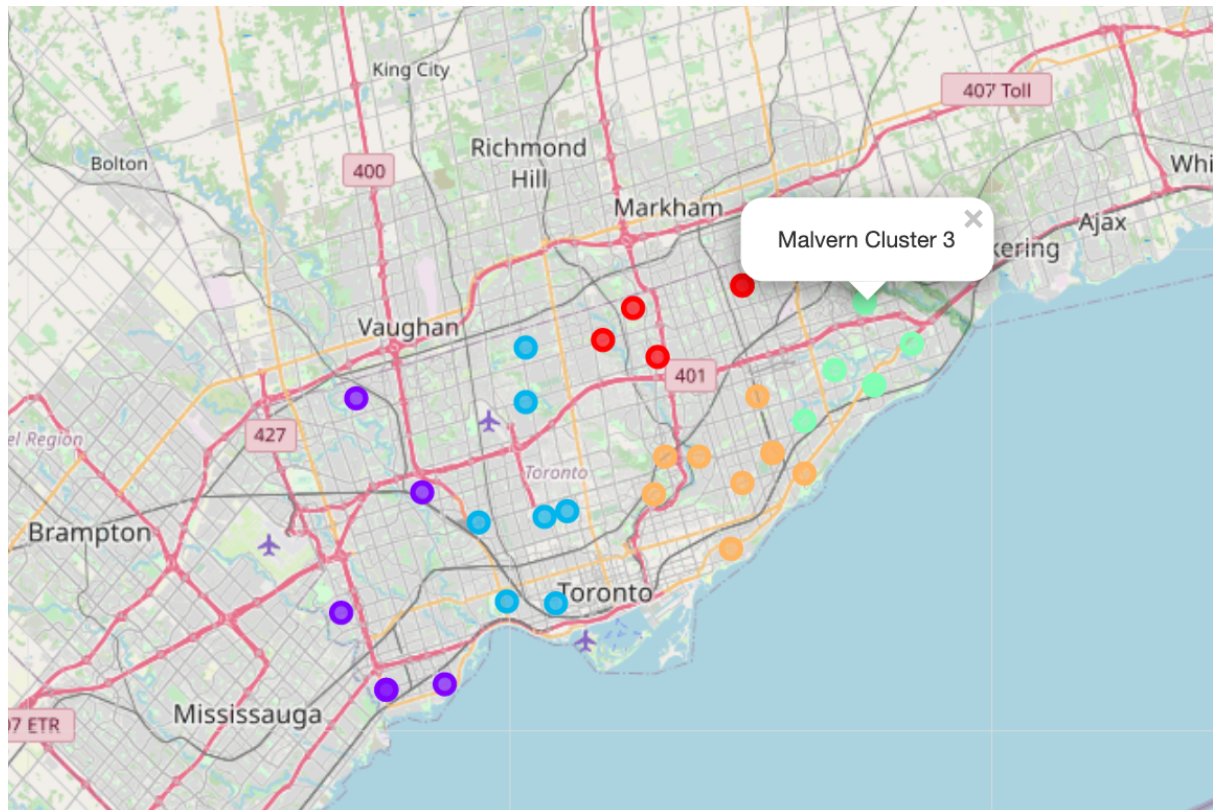 King City
407 Toll
Richmond
Hill
Bolton
400
Whi
Markham
Ajax
Malvern Cluster 3
×
kering
Vaughan
401
427
el Region
Toronto
Brampton
Toronto
Mississauga
07 ETR